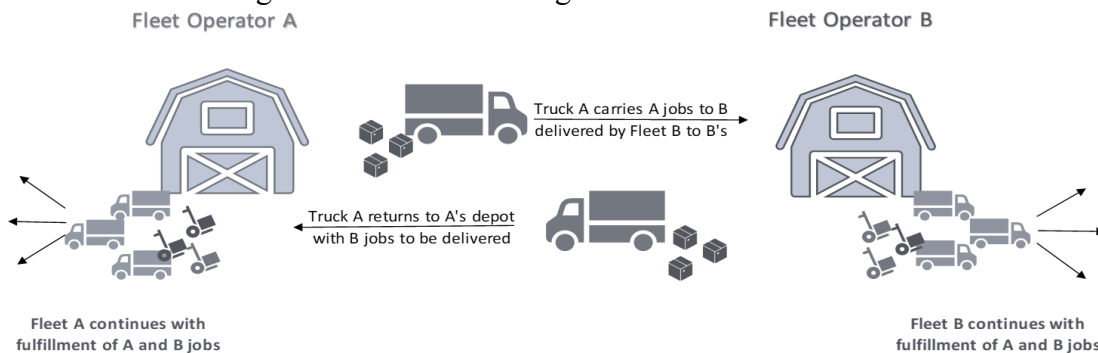 Fleet Operator A
Fleet Operator B
Truck A carries A jobs to B
delivered by Fleet B to B's
Truck A returns to A's depot
with B jobs to be delivered
Fleet A continues with
fulfillment of A and B jobs
Fleet B continues with
fulfillment of A and B jobs